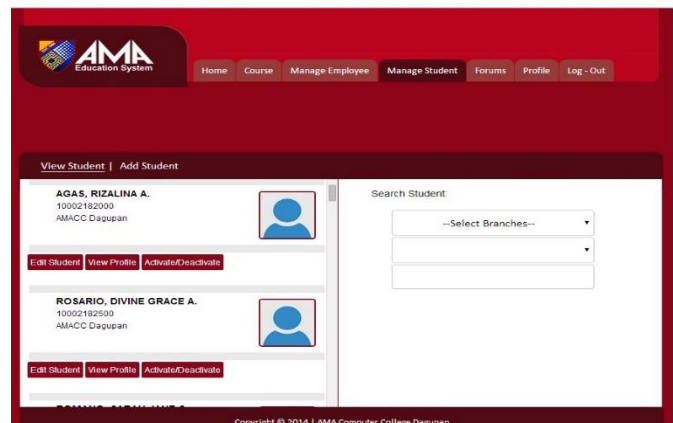 AMA
Education System
Home Course Manage Employee Manage Student Forums Profile Log - Out
View Student | Add Student
AGAS, RIZALINA A.
10002182000
AMACC Dagupan
Edit Student View Profile Activate/Deactivate
ROSARIO, DIVINE GRACE A.
10002182500
AMACC Dagupan
Edit Student View Profile Activate/Deactivate
Search Student:
--Select Branches--
Copyright © 2014 | AMA Computer College Dagupan